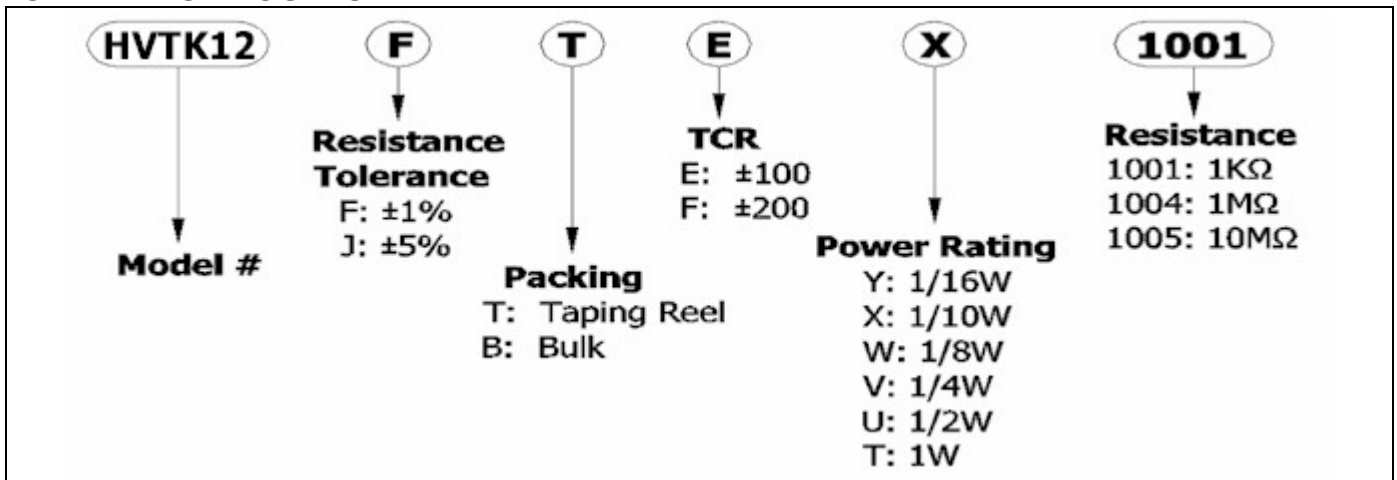 HVTK12 F T E X 1001
Resistance
Tolerance
F: ±1%
J: ±5%
TCR
E: ±100
F: ±200
Resistance
1001: 1KΩ
1004: 1MΩ
1005: 10MΩ
Model #
Packing
T: Taping Reel
B: Bulk
Power Rating
Y: 1/16W
X: 1/10W
W: 1/8W
V: 1/4W
U: 1/2W
T: 1W